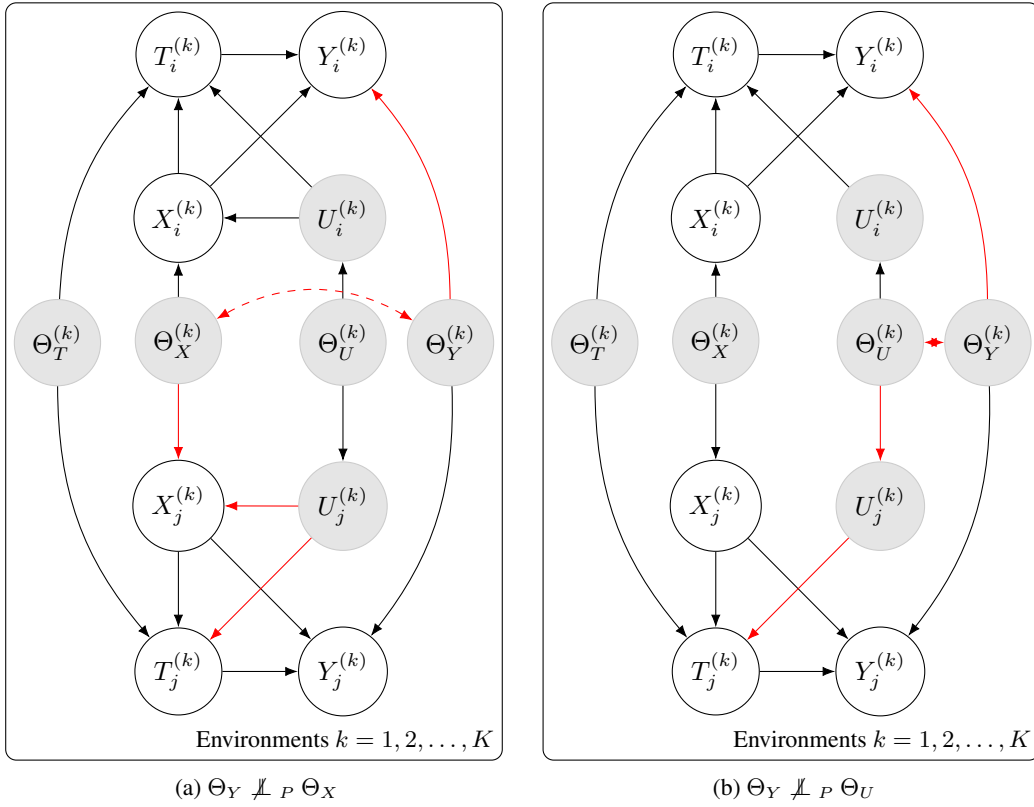 T_i^{(k)} Y_i^{(k)} T_i^{(k)} Y_i^{(k)}
X_i^{(k)} U_i^{(k)} X_i^{(k)} U_i^{(k)}
Θ_T^{(k)} Θ_X^{(k)} Θ_U^{(k)} Θ_Y^{(k)} Θ_T^{(k)} Θ_X^{(k)} Θ_U^{(k)} Θ_Y^{(k)}
X_j^{(k)} U_j^{(k)} X_j^{(k)} U_j^{(k)}
T_j^{(k)} Y_j^{(k)} T_j^{(k)} Y_j^{(k)}
Environments k = 1, 2, . . . , K Environments k = 1, 2, . . . , K
(a) Θ_Y ⫫̸_P Θ_X (b) Θ_Y ⫫̸_P Θ_U